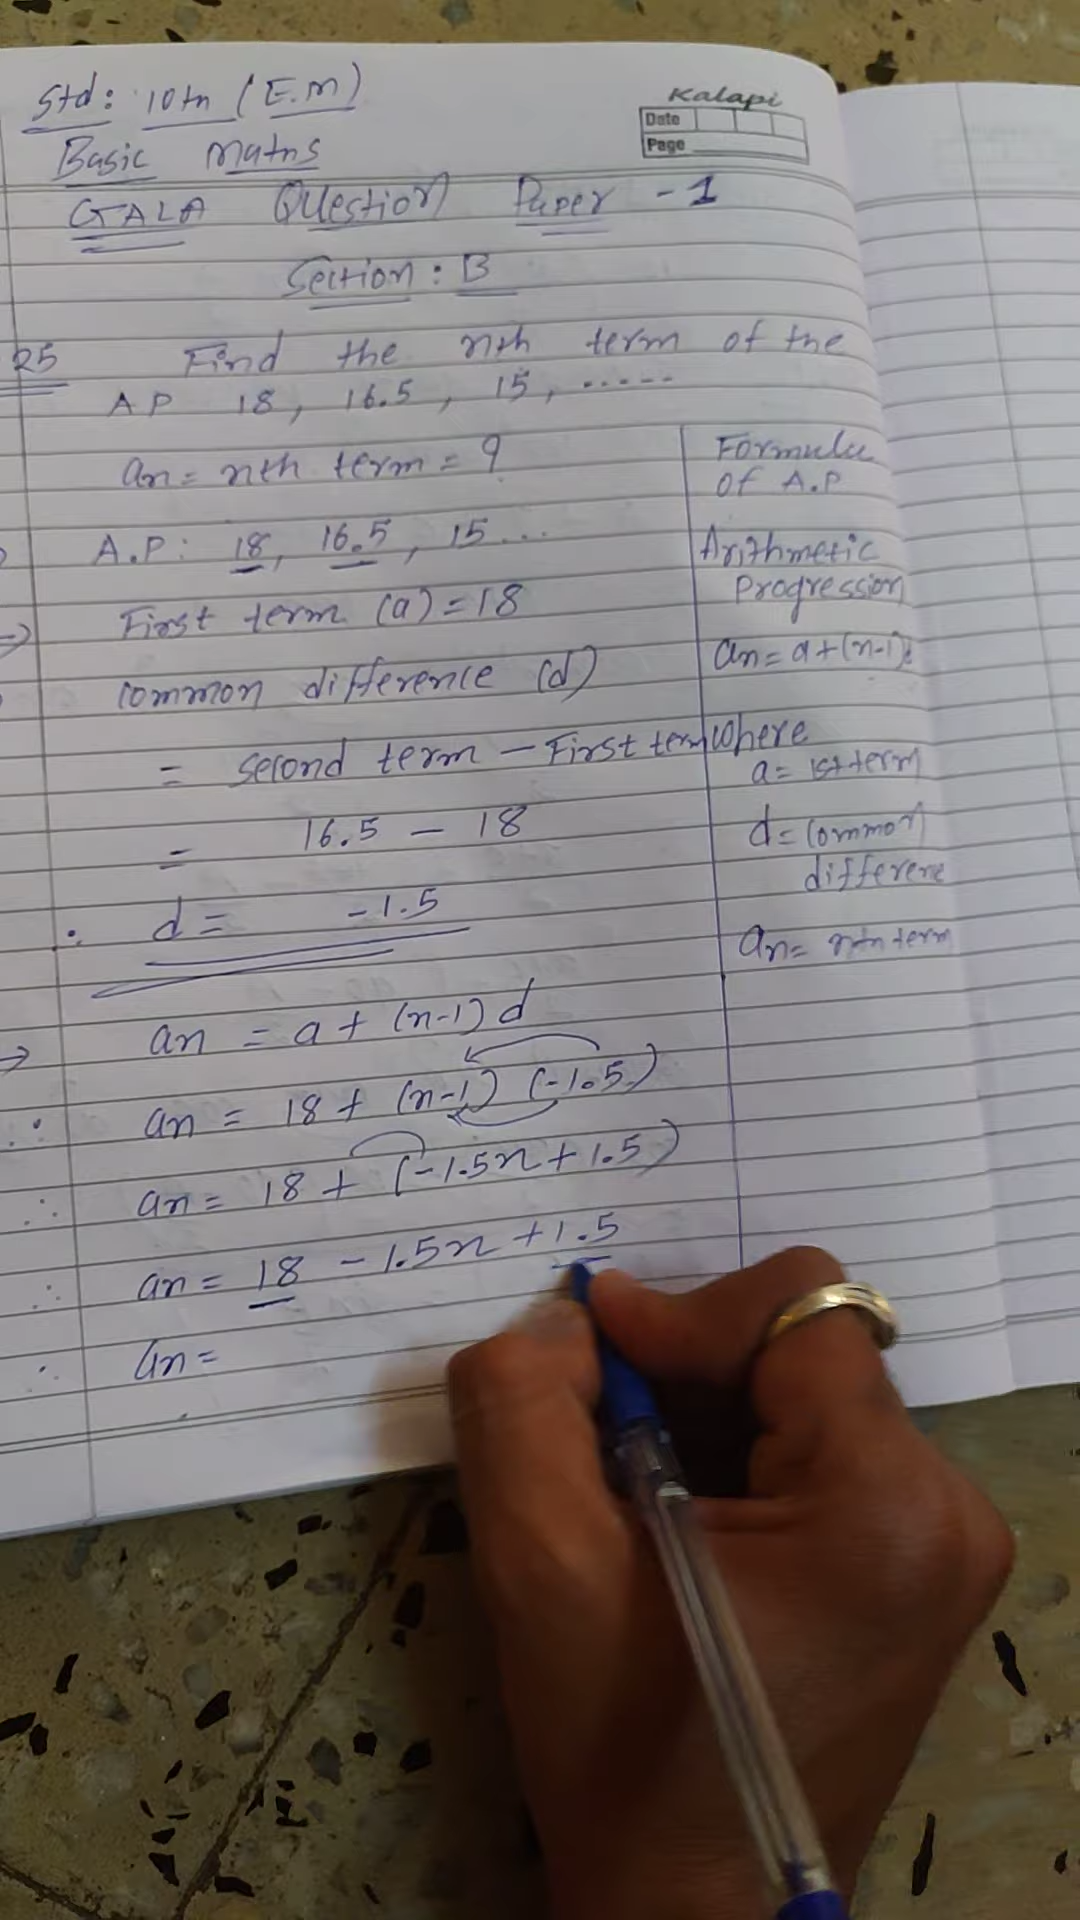 Std: 10th (E.M)
Kalapi
Date
Page
Basic Maths
GALA Question Paper - 1
Section: B
25 Find the nth term of the
A P 18, 16.5, 15, .....
an = nth term = ?
Formula
of A.P
A.P: 18, 16.5, 15...
Arithmetic
Progression
→ First term (a) = 18
an = a + (n-1)
common difference (d)
= second term - First term
where
a = 1st term
= 16.5 - 18
d = common
differene
∴ d = -1.5
an = nth term
→ an = a + (n-1) d
∴ an = 18 + (n-1) (-1.5)
∴ an = 18 + (-1.5n + 1.5)
∴ an = 18 - 1.5n + 1.5
∴ an =